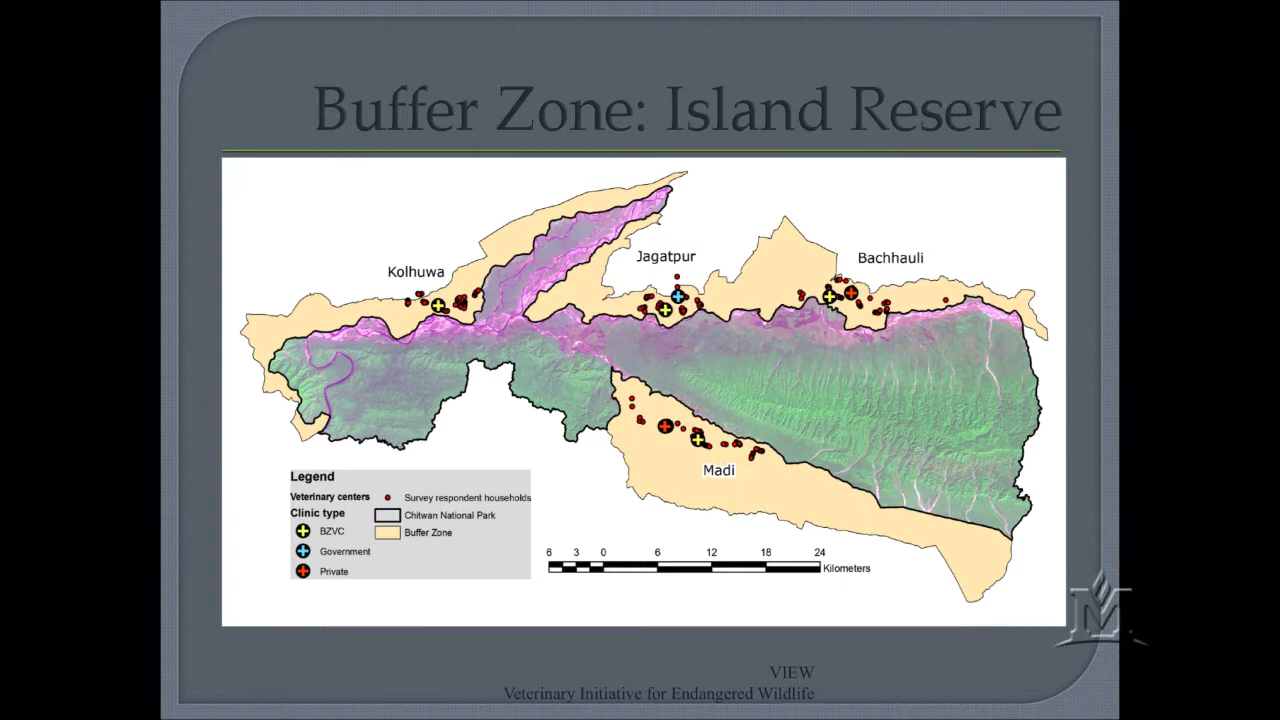 Buffer Zone: Island Reserve
Kolhuwa
Jagatpur
Bachhauli
Madi
Legend
Veterinary centers
Survey respondent households
Clinic type
Chitwan National Park
BZVC
Buffer Zone
Government
Private
6 3 0 6 12 18 24
Kilometers
VIEW
Veterinary Initiative for Endangered Wildlife
M